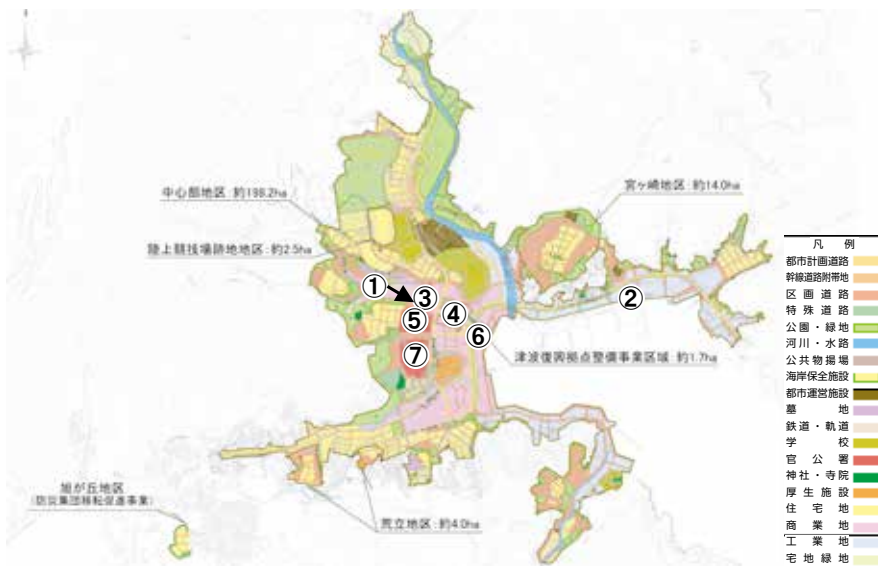 中心部地区:約198.2ha
宮ヶ崎地区:約14.0ha
陸上競技場跡地地区:約2.5ha
①
③
②
⑤
④
⑥
⑦
津波復興拠点整備事業区域 約1.7ha
旭が丘地区
(防災集団移転促進事業)
荒立地区:約4.0ha
凡例
都市計画道路
幹線道路附帯地
区画道路
特殊道路
公園・緑地
河川・水路
公共物揚場
海岸保全施設
都市運営施設
墓地
鉄道・軌道
学校
官公署
神社・寺院
厚生施設
住宅地
商業地
工業地
宅地緑地